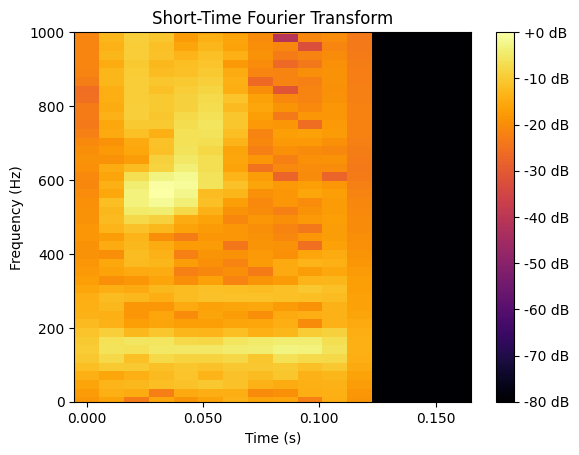 Short-Time Fourier Transform
1000
800
600
400
200
0
Frequency (Hz)
0.000
0.050
0.100
0.150
Time (s)
+0 dB
-10 dB
-20 dB
-30 dB
-40 dB
-50 dB
-60 dB
-70 dB
-80 dB